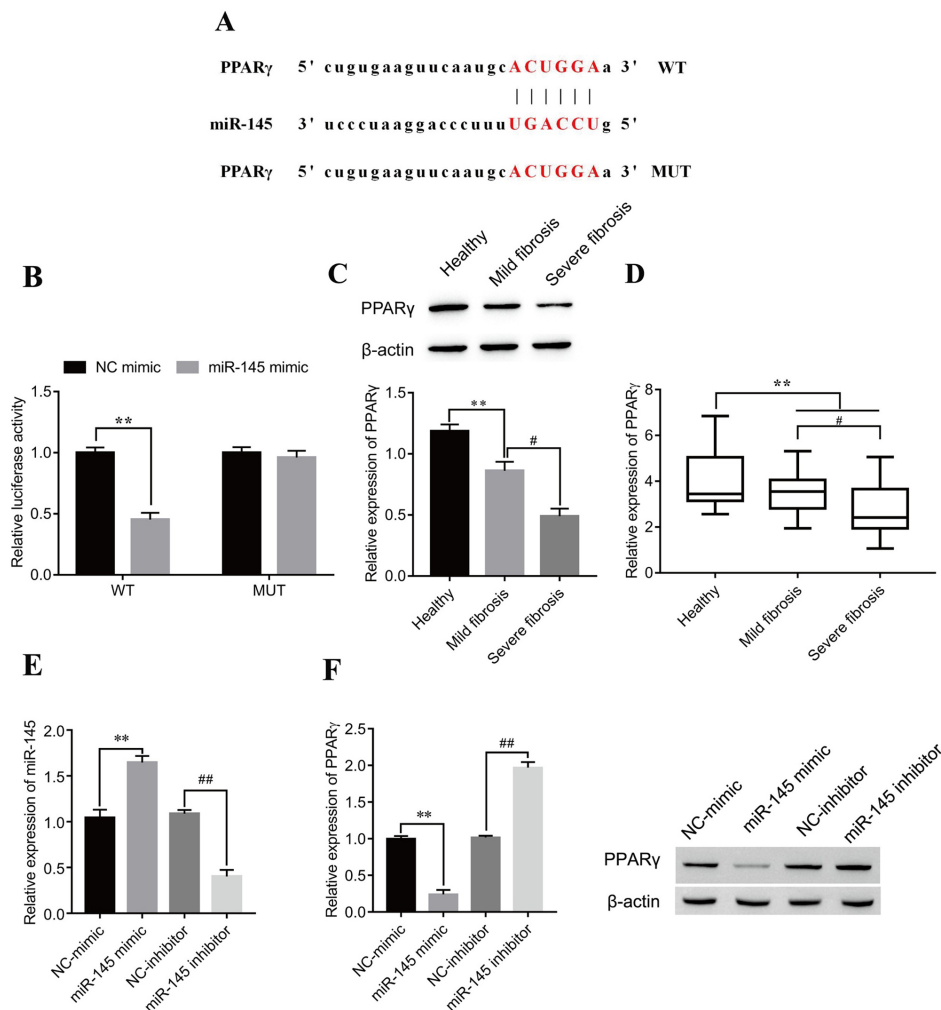 A
PPARγ 5' cugugaaguucaaugcACUGGAa 3' WT
miR-145 3' ucccuaaggacccuuuUGACCUg 5'
PPARγ 5' cugugaaguucaaugcACUGGAa 3' MUT
B
NC mimic miR-145 mimic
Relative luciferase activity
1.5
1.0
0.5
0.0
**
WT MUT
C
Healthy Mild fibrosis Severe fibrosis
PPARγ
β-actin
Relative expression of PPARγ
1.5
1.0
0.5
0.0
**
#
Healthy Mild fibrosis Severe fibrosis
D
Relative expression of PPARγ
8
6
4
2
0
**
#
Healthy Mild fibrosis Severe fibrosis
E
Relative expression of miR-145
2.0
1.5
1.0
0.5
0.0
**
##
NC-mimic miR-145 mimic NC-inhibitor miR-145 inhibitor
F
Relative expression of PPARγ
2.5
2.0
1.5
1.0
0.5
0.0
**
##
NC-mimic miR-145 mimic NC-inhibitor miR-145 inhibitor
NC-mimic miR-145 mimic NC-inhibitor miR-145 inhibitor
PPARγ
β-actin